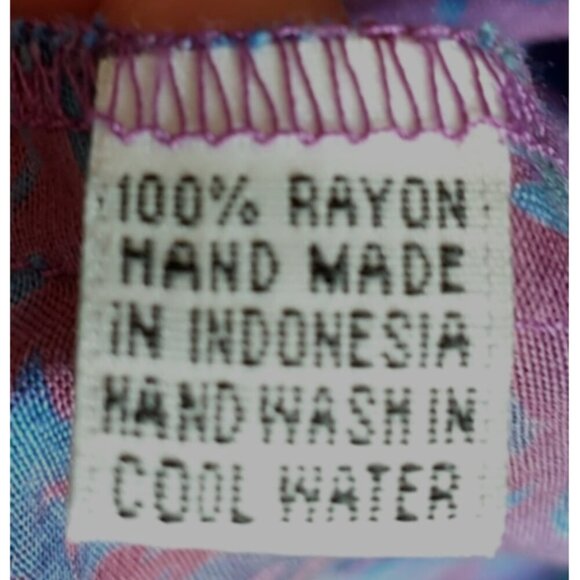 100% RAYON
HAND MADE
IN INDONESIA
HAND WASH IN
COOL WATER